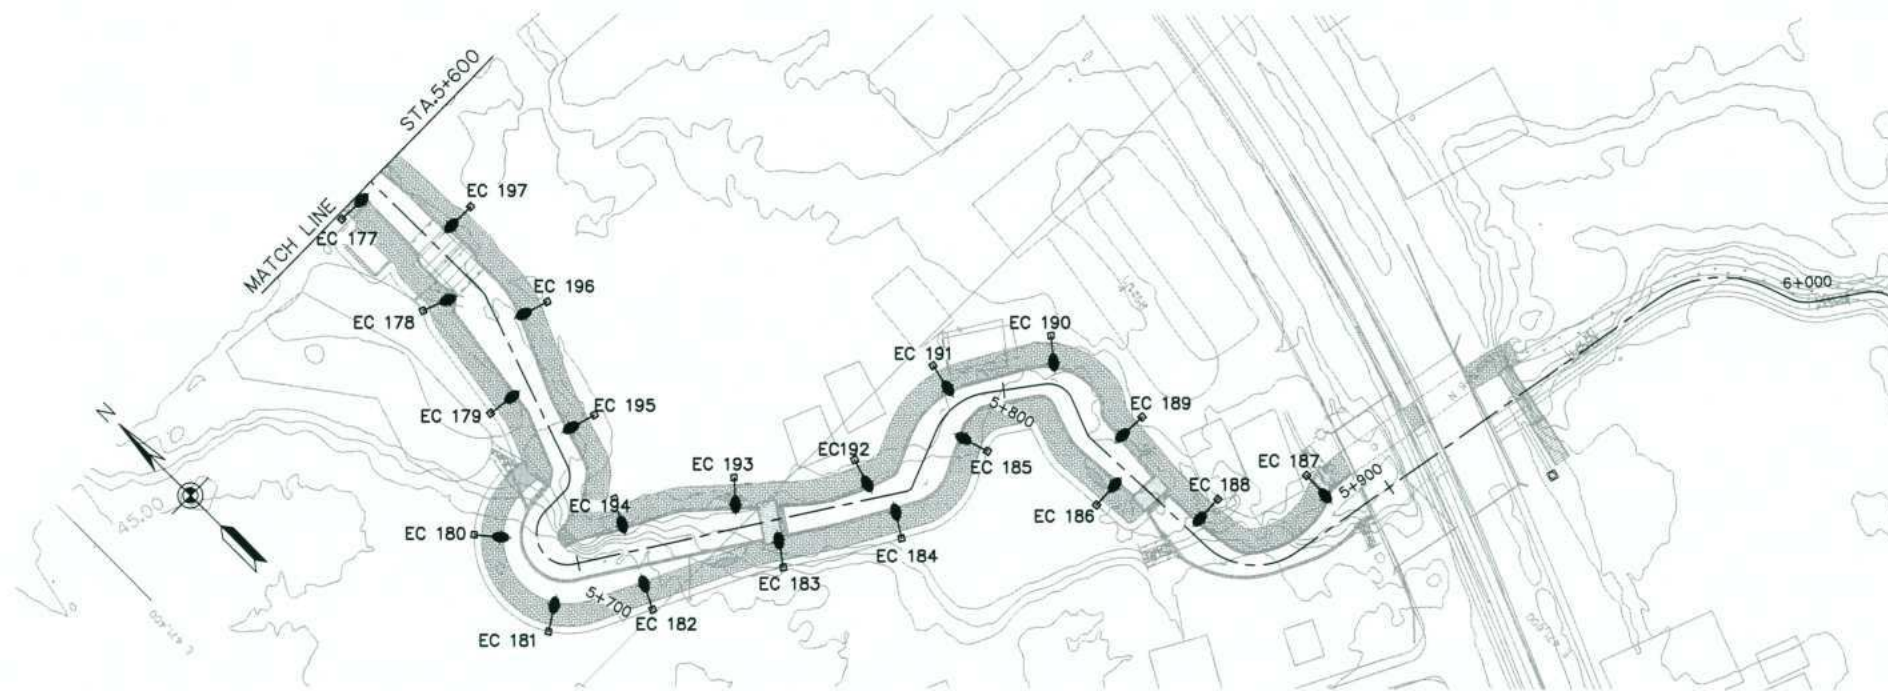 STA.5+600
MATCH LINE
EC 197
EC 177
EC 196
EC 178
EC 190
EC 191
EC 179
EC 195
5+800
EC 189
EC192
EC 193
EC 185
EC 187
5+900
6+000
N
45.00
EC 194
EC 188
EC 186
EC 180
EC 184
EC 183
5+700
EC 182
EC 181